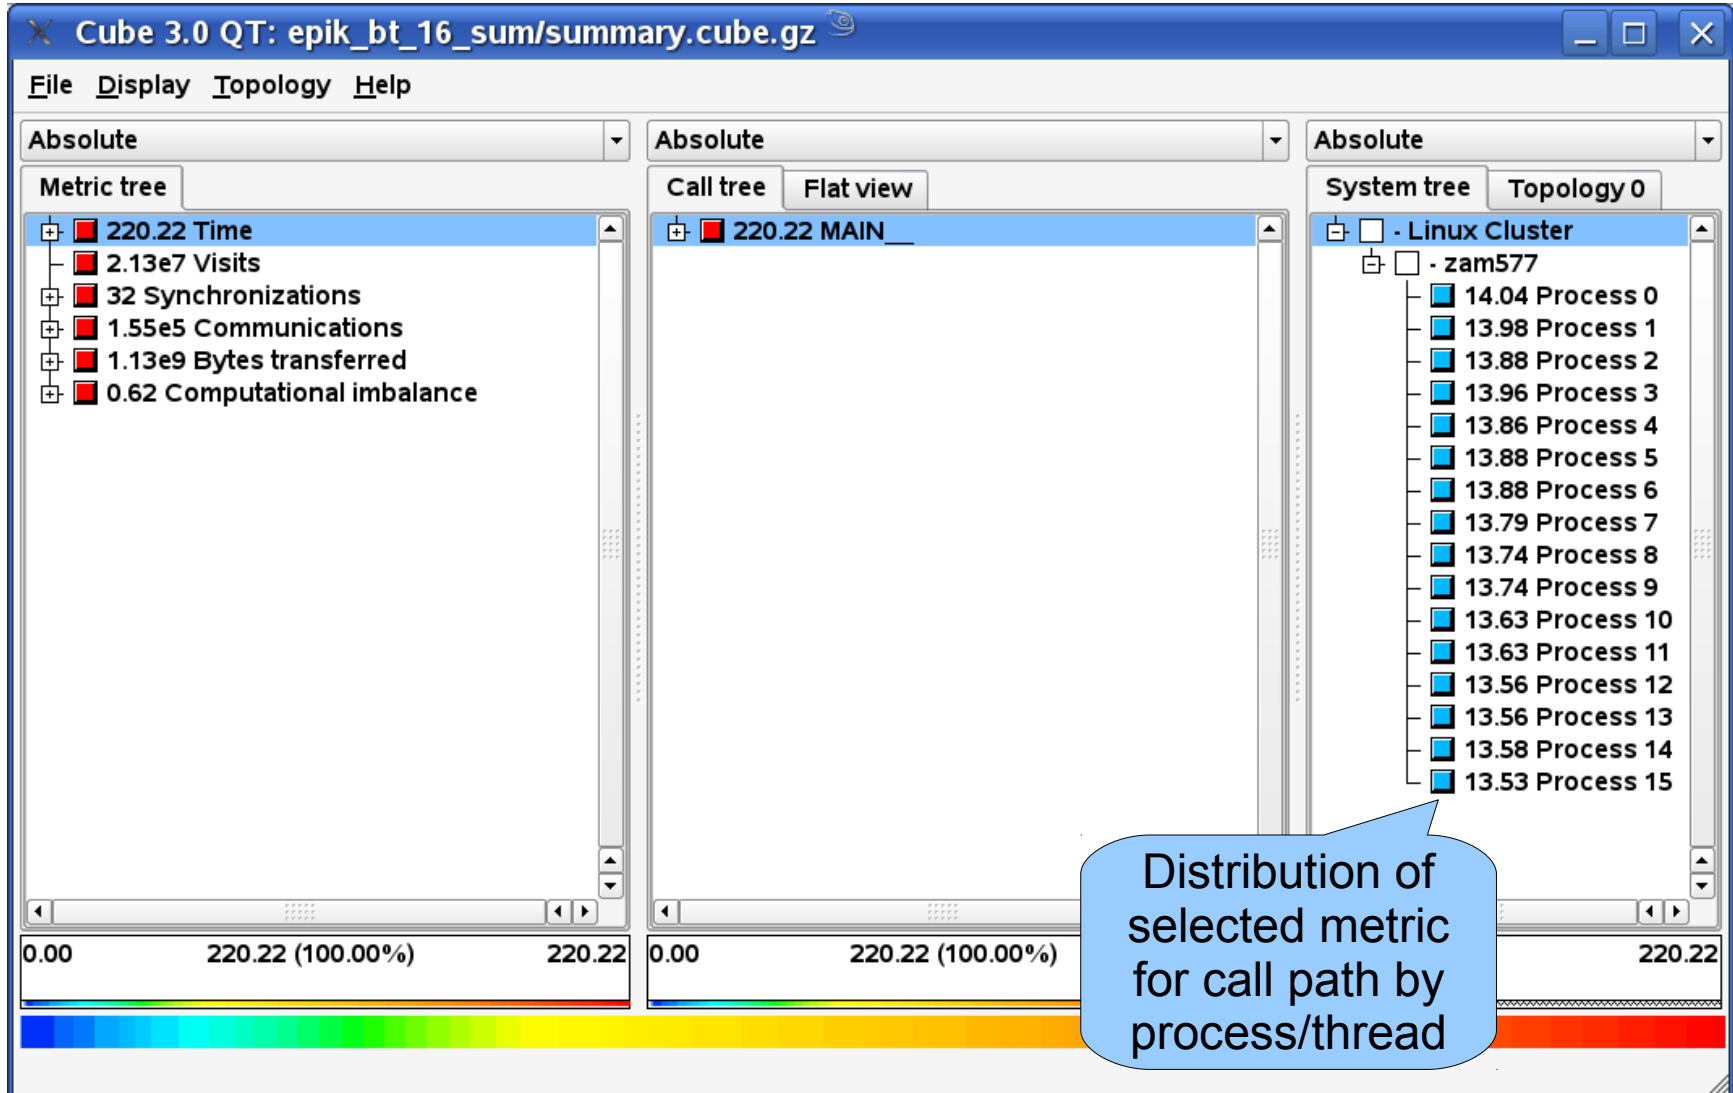 Cube 3.0 QT: epik_bt_16_sum/summary.cube.gz
File Display Topology Help
Absolute
Absolute
Absolute
Metric tree
Call tree Flat view
System tree Topology 0
220.22 Time
2.13e7 Visits
32 Synchronizations
1.55e5 Communications
1.13e9 Bytes transferred
0.62 Computational imbalance
220.22 MAIN__
- Linux Cluster
- zam577
14.04 Process 0
13.98 Process 1
13.88 Process 2
13.96 Process 3
13.86 Process 4
13.88 Process 5
13.88 Process 6
13.79 Process 7
13.74 Process 8
13.74 Process 9
13.63 Process 10
13.63 Process 11
13.56 Process 12
13.56 Process 13
13.58 Process 14
13.53 Process 15
Distribution of
selected metric
for call path by
process/thread
0.00 220.22 (100.00%) 220.22
0.00 220.22 (100.00%)
220.22